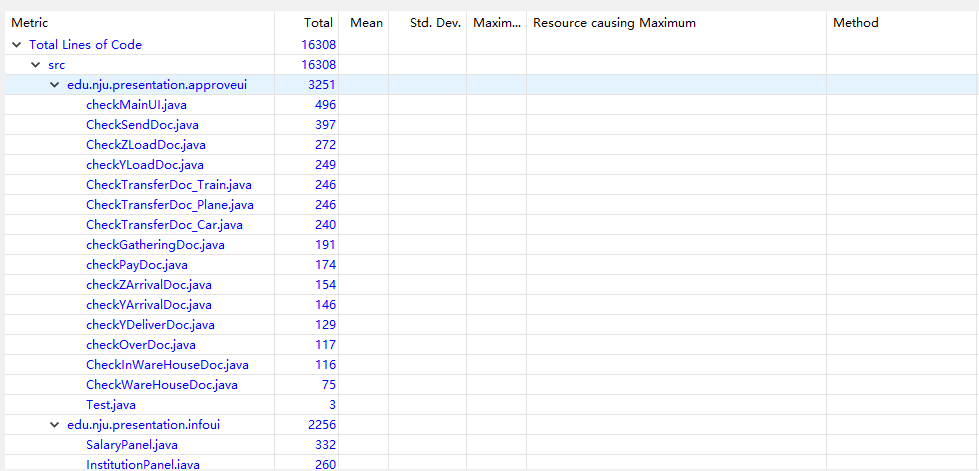 Metric Total Mean Std. Dev. Maxim... Resource causing Maximum Method
Total Lines of Code 16308
src 16308
edu.nju.presentation.approveui 3251
checkMainUI.java 496
CheckSendDoc.java 397
CheckZLoadDoc.java 272
checkYLoadDoc.java 249
CheckTransferDoc_Train.java 246
CheckTransferDoc_Plane.java 246
CheckTransferDoc_Car.java 240
checkGatheringDoc.java 191
checkPayDoc.java 174
checkZArrivalDoc.java 154
checkYArrivalDoc.java 146
checkYDeliverDoc.java 129
checkOverDoc.java 117
CheckInWareHouseDoc.java 116
CheckWareHouseDoc.java 75
Test.java 3
edu.nju.presentation.infoui 2256
SalaryPanel.java 332
InstitutionPanel.java 260